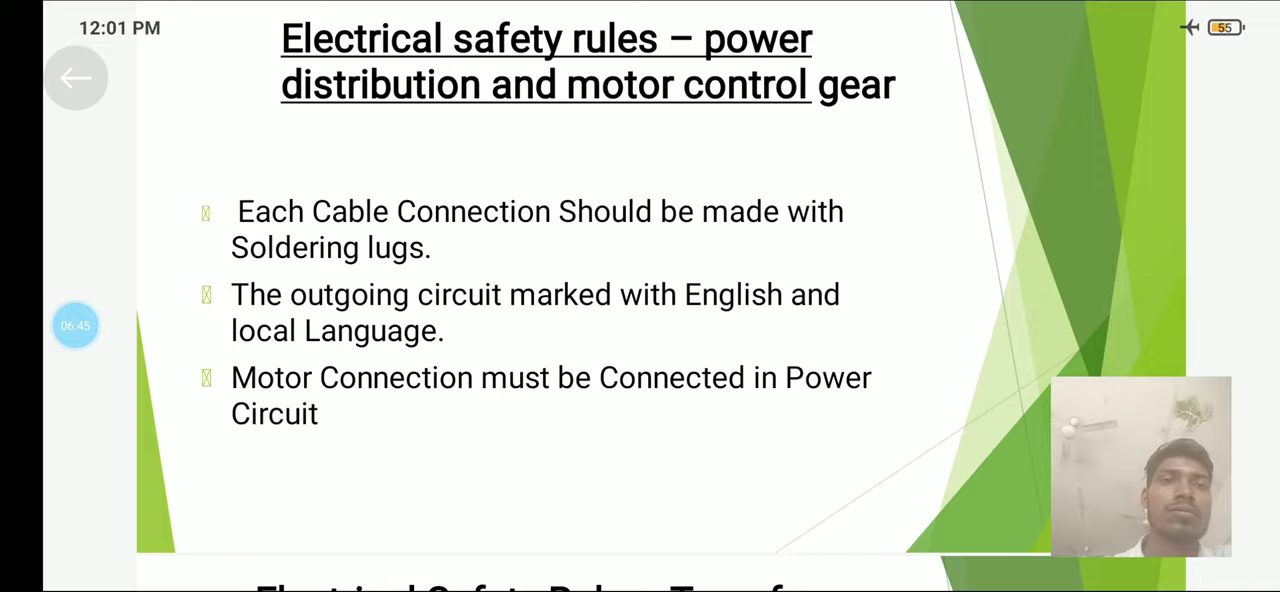 12:01 PM
55
Electrical safety rules – power
distribution and motor control gear
Each Cable Connection Should be made with
Soldering lugs.
The outgoing circuit marked with English and
local Language.
06:45
Motor Connection must be Connected in Power
Circuit